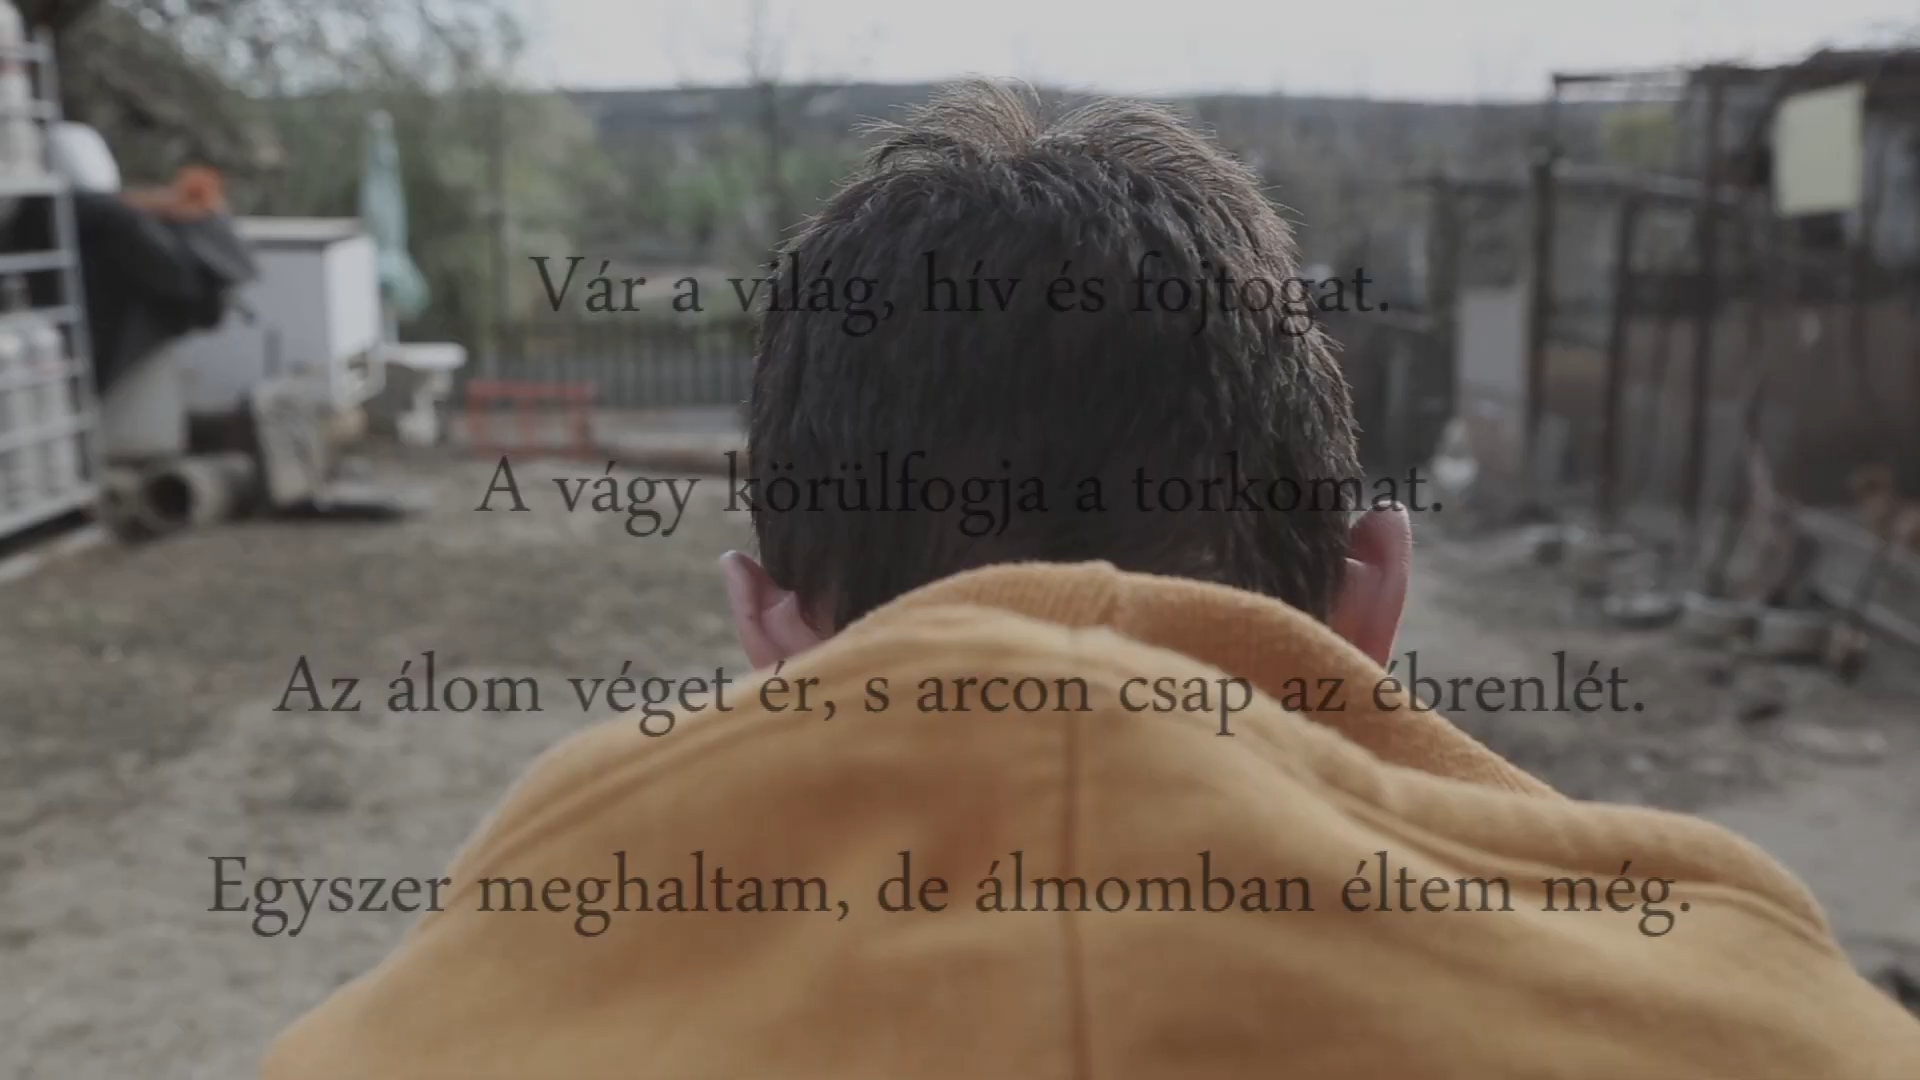 Vár a világ, hív és fojtogat.
A vágy körülfogja a torkomat.
Az álom véget ér, s arcon csap az ébrenlét.
Egyszer meghaltam, de álmomban éltem még.